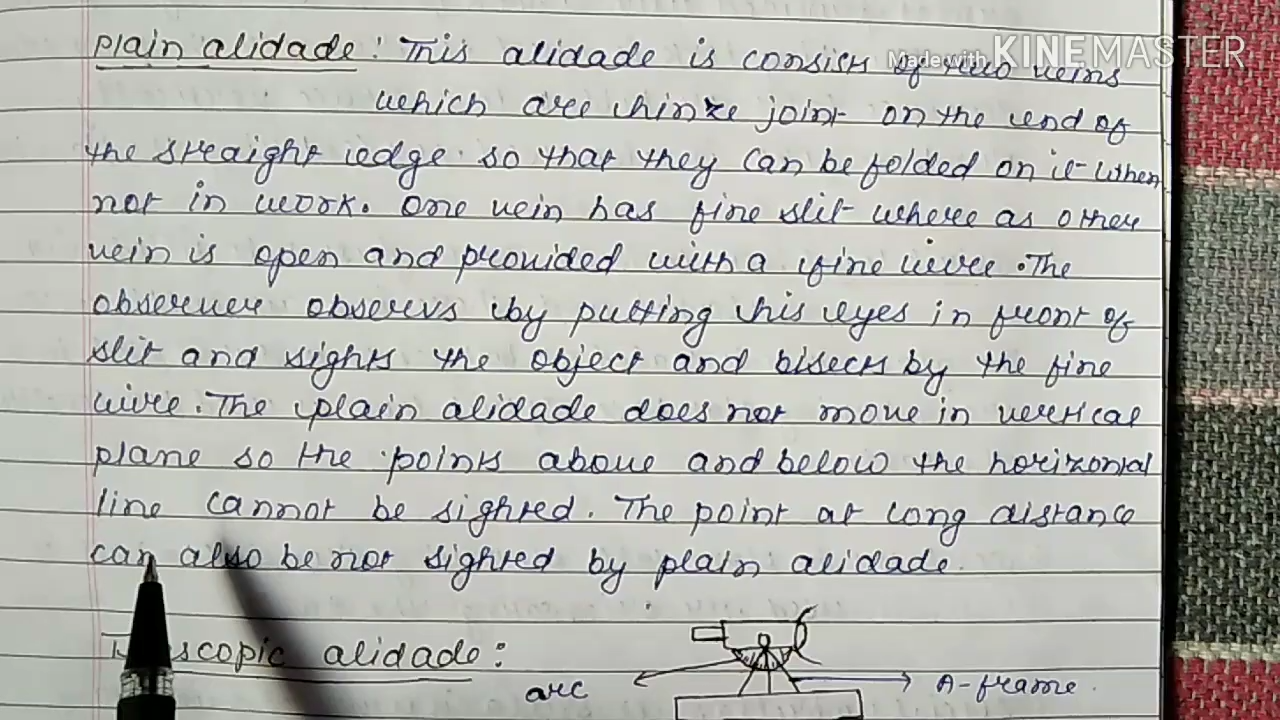 Plain alidade : This alidade is consists of two veins
Made with KINEMASTER
which are hinze joint on the end of
the straight edge. so that they can be folded on it when
not in work. One vein has fine slit where as other
vein is open and provided with a fine wire. The
observer observs by putting his eyes in front of
slit and sights the object and bisects by the fine
wire. The plain alidade does not move in vertical
plane so the points above and below the horizontal
line cannot be sighted. The point at long distance
can also be not sighted by plain alidade.
scopic alidade :
arc
A-frame.